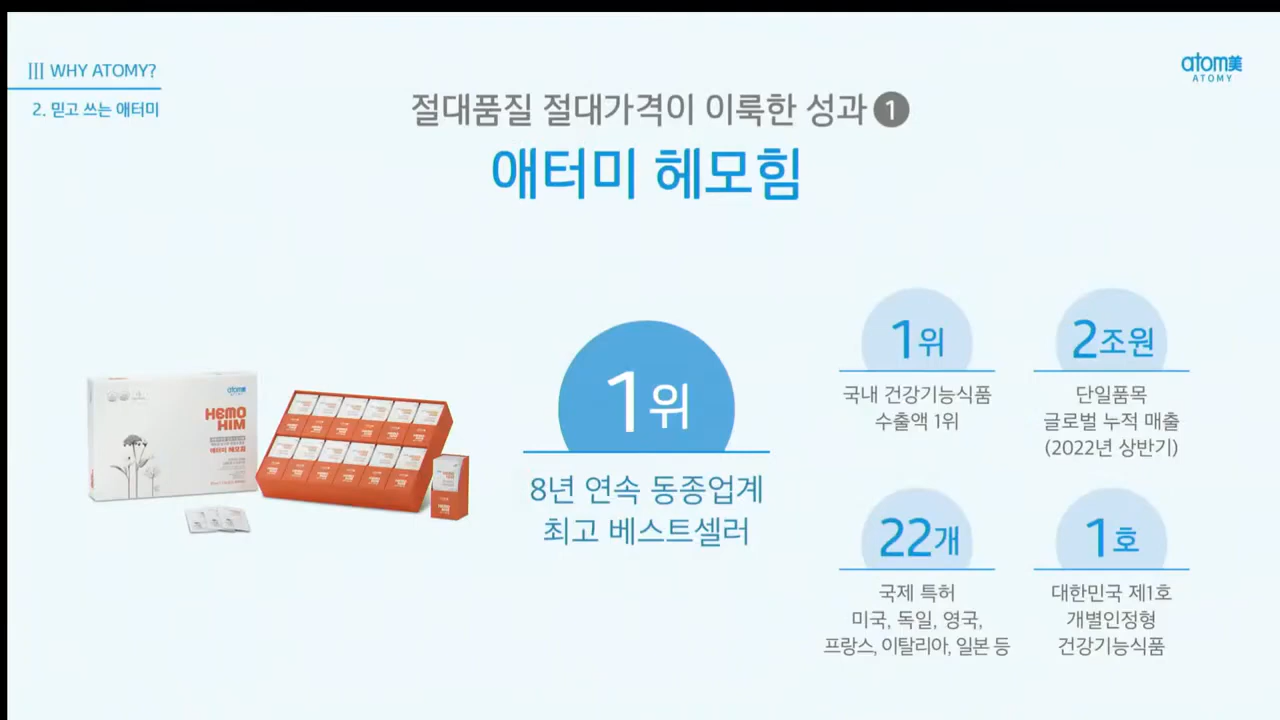 III WHY ATOMY?
2. 믿고 쓰는 애터미
atom美
ATOMY
절대품질 절대가격이 이룩한 성과 1
애터미 헤모힘
atom美
HEMO
HIM
애터미 헤모힘
HEMO
HIM
1위
8년 연속 동종업계
최고 베스트셀러
1위
국내 건강기능식품
수출액 1위
2조원
단일품목
글로벌 누적 매출
(2022년 상반기)
22개
국제 특허
미국, 독일, 영국,
프랑스, 이탈리아, 일본 등
1호
대한민국 제1호
개별인정형
건강기능식품